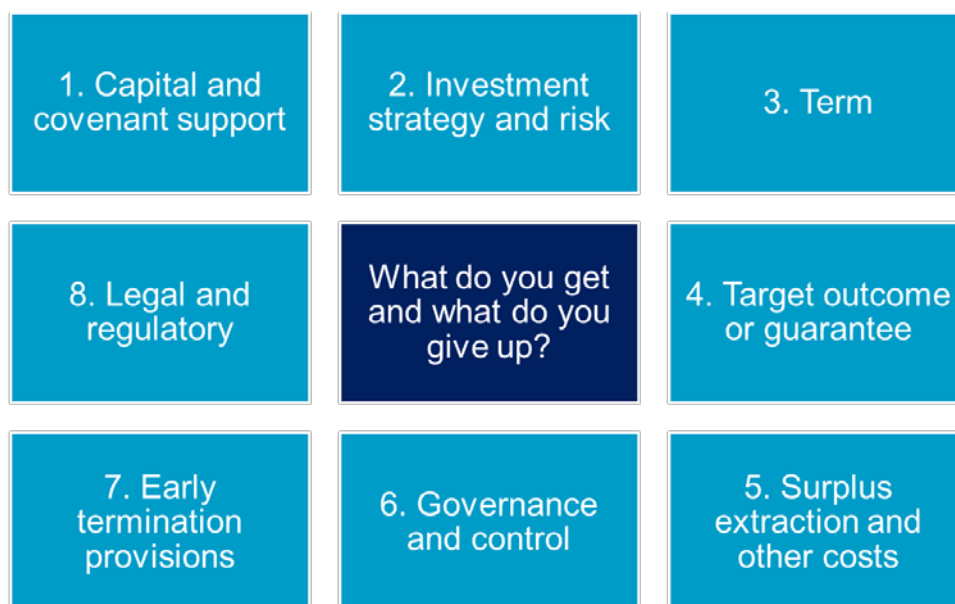 1. Capital and
covenant support
2. Investment
strategy and risk
3. Term
8. Legal and
regulatory
What do you get
and what do you
give up?
4. Target outcome
or guarantee
7. Early
termination
provisions
6. Governance
and control
5. Surplus
extraction and
other costs